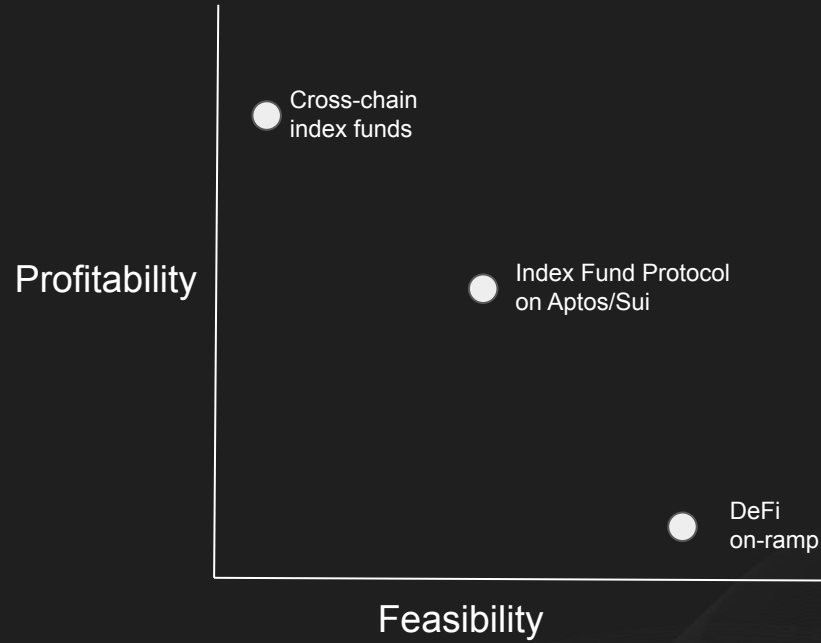 Cross-chain
index funds
Profitability
Index Fund Protocol
on Aptos/Sui
DeFi
on-ramp
Feasibility